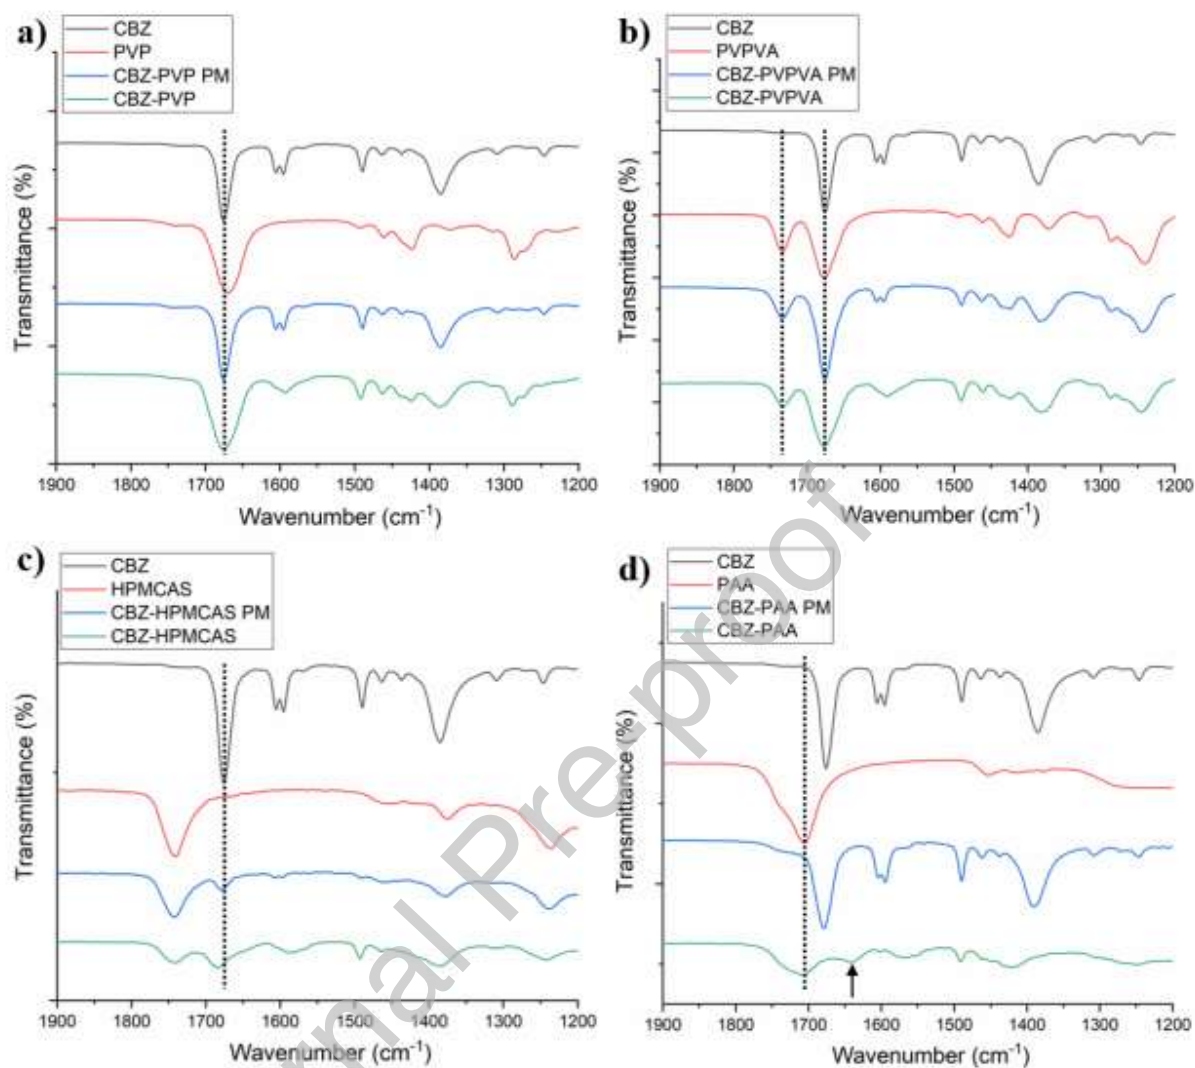 a)
CBZ
PVP
CBZ-PVP PM
CBZ-PVP
Transmittance (%)
1900 1800 1700 1600 1500 1400 1300 1200
Wavenumber (cm⁻¹)
b)
CBZ
PVPVA
CBZ-PVPVA PM
CBZ-PVPVA
Transmittance (%)
1900 1800 1700 1600 1500 1400 1300 1200
Wavenumber (cm⁻¹)
c)
CBZ
HPMCAS
CBZ-HPMCAS PM
CBZ-HPMCAS
Transmittance (%)
1900 1800 1700 1600 1500 1400 1300 1200
Wavenumber (cm⁻¹)
d)
CBZ
PAA
CBZ-PAA PM
CBZ-PAA
Transmittance (%)
1900 1800 1700 1600 1500 1400 1300 1200
Wavenumber (cm⁻¹)
rnal Pre-proof